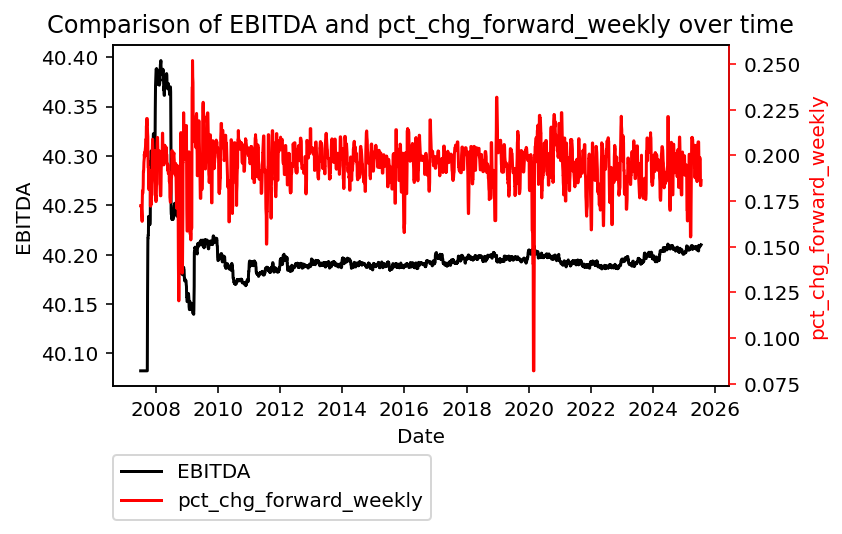 Comparison of EBITDA and pct_chg_forward_weekly over time
40.40
40.35
40.30
40.25
40.20
40.15
40.10
EBITDA
0.250
0.225
0.200
0.175
0.150
0.125
0.100
0.075
pct_chg_forward_weekly
2008 2010 2012 2014 2016 2018 2020 2022 2024 2026
Date
EBITDA
pct_chg_forward_weekly